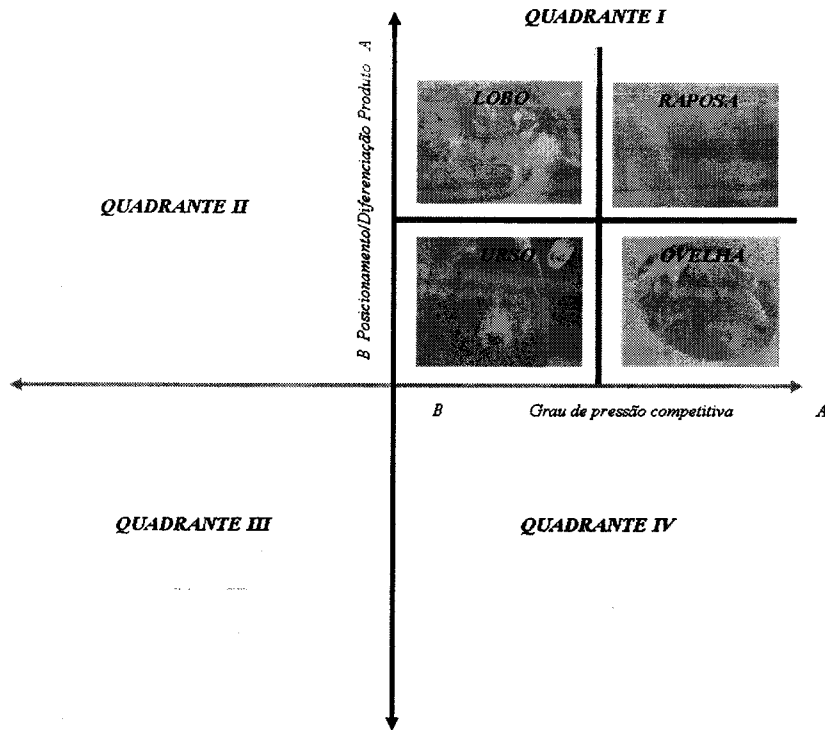 QUADRANTE I
B Posicionamento/Diferenciação Produto A
LOBO
RAPOSA
QUADRANTE II
URSO
OVELHA
B Grau de pressão competitiva A
QUADRANTE III
QUADRANTE IV